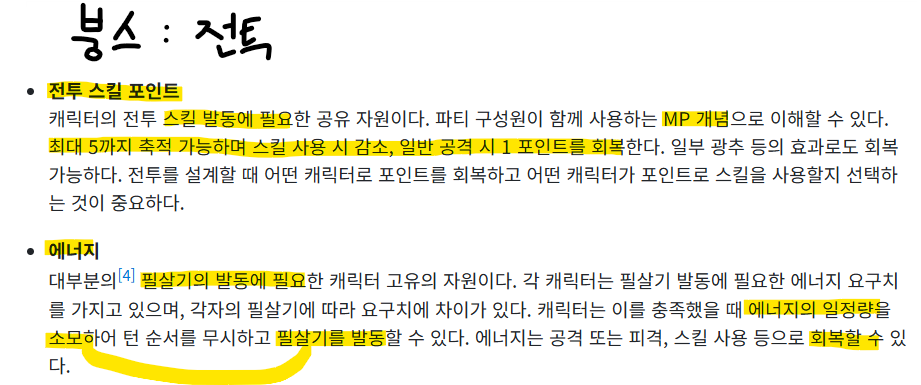 붕스 : 전투
전투 스킬 포인트
캐릭터의 전투 스킬 발동에 필요한 공유 자원이다. 파티 구성원이 함께 사용하는 MP 개념으로 이해할 수 있다.
최대 5까지 축적 가능하며 스킬 사용 시 감소, 일반 공격 시 1 포인트를 회복한다. 일부 광추 등의 효과로도 회복
가능하다. 전투를 설계할 때 어떤 캐릭터로 포인트를 회복하고 어떤 캐릭터가 포인트로 스킬을 사용할지 선택하
는 것이 중요하다.
에너지
대부분의[4] 필살기의 발동에 필요한 캐릭터 고유의 자원이다. 각 캐릭터는 필살기 발동에 필요한 에너지 요구치
를 가지고 있으며, 각자의 필살기에 따라 요구치에 차이가 있다. 캐릭터는 이를 충족했을 때 에너지의 일정량을
소모하여 턴 순서를 무시하고 필살기를 발동할 수 있다. 에너지는 공격 또는 피격, 스킬 사용 등으로 회복할 수 있
다.